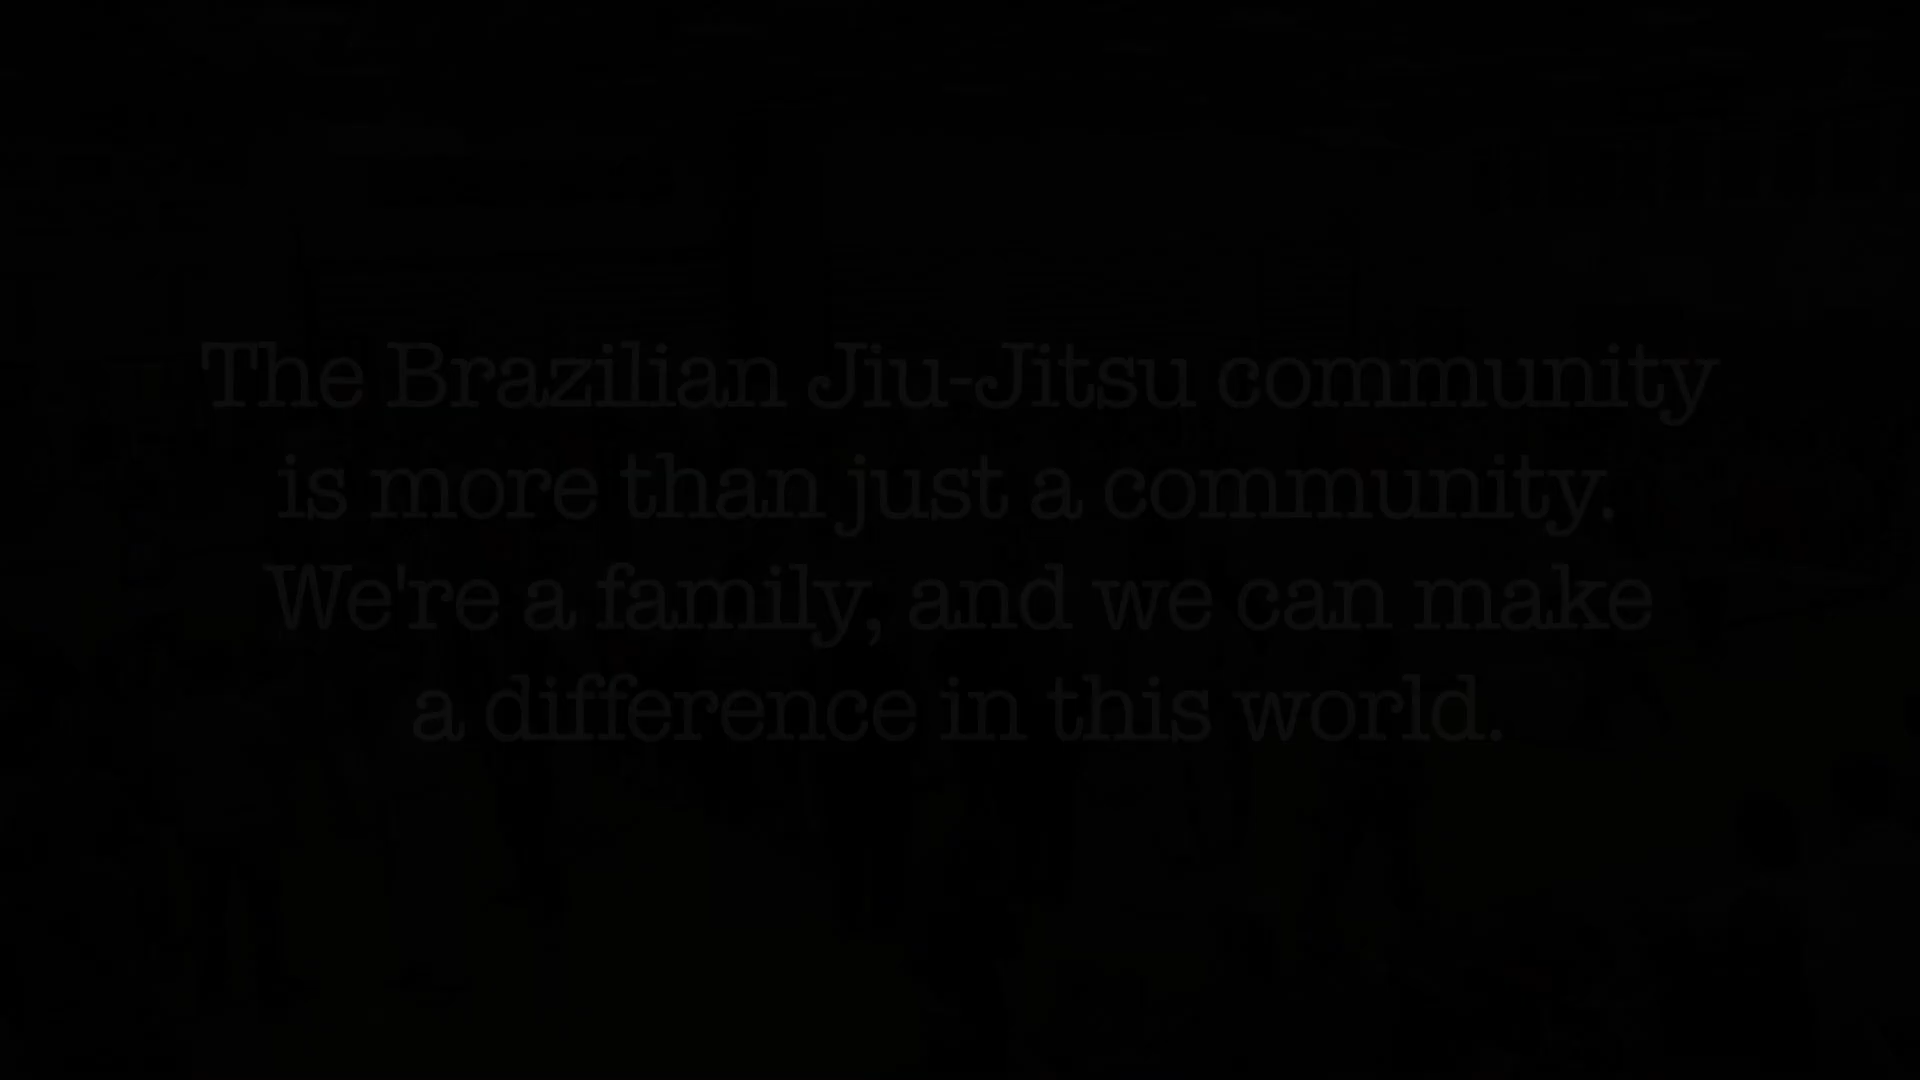 The Brazilian Jiu-Jitsu community
is more than just a community.
We're a family, and we can make
a difference in this world.